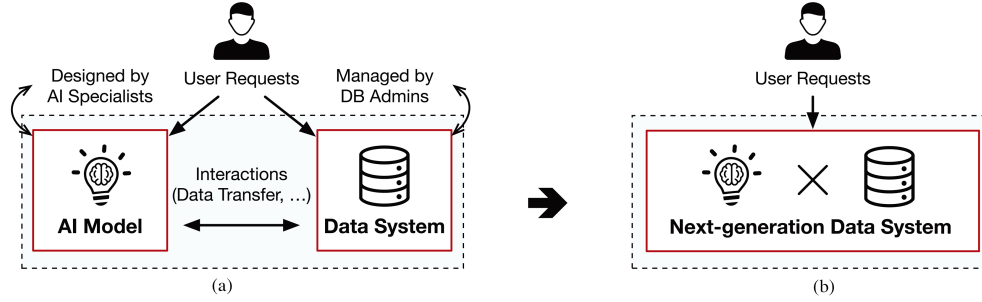 Designed by
AI Specialists
User Requests
Managed by
DB Admins
Interactions
(Data Transfer, ...)
AI Model
Data System
(a)
User Requests
Next-generation Data System
(b)